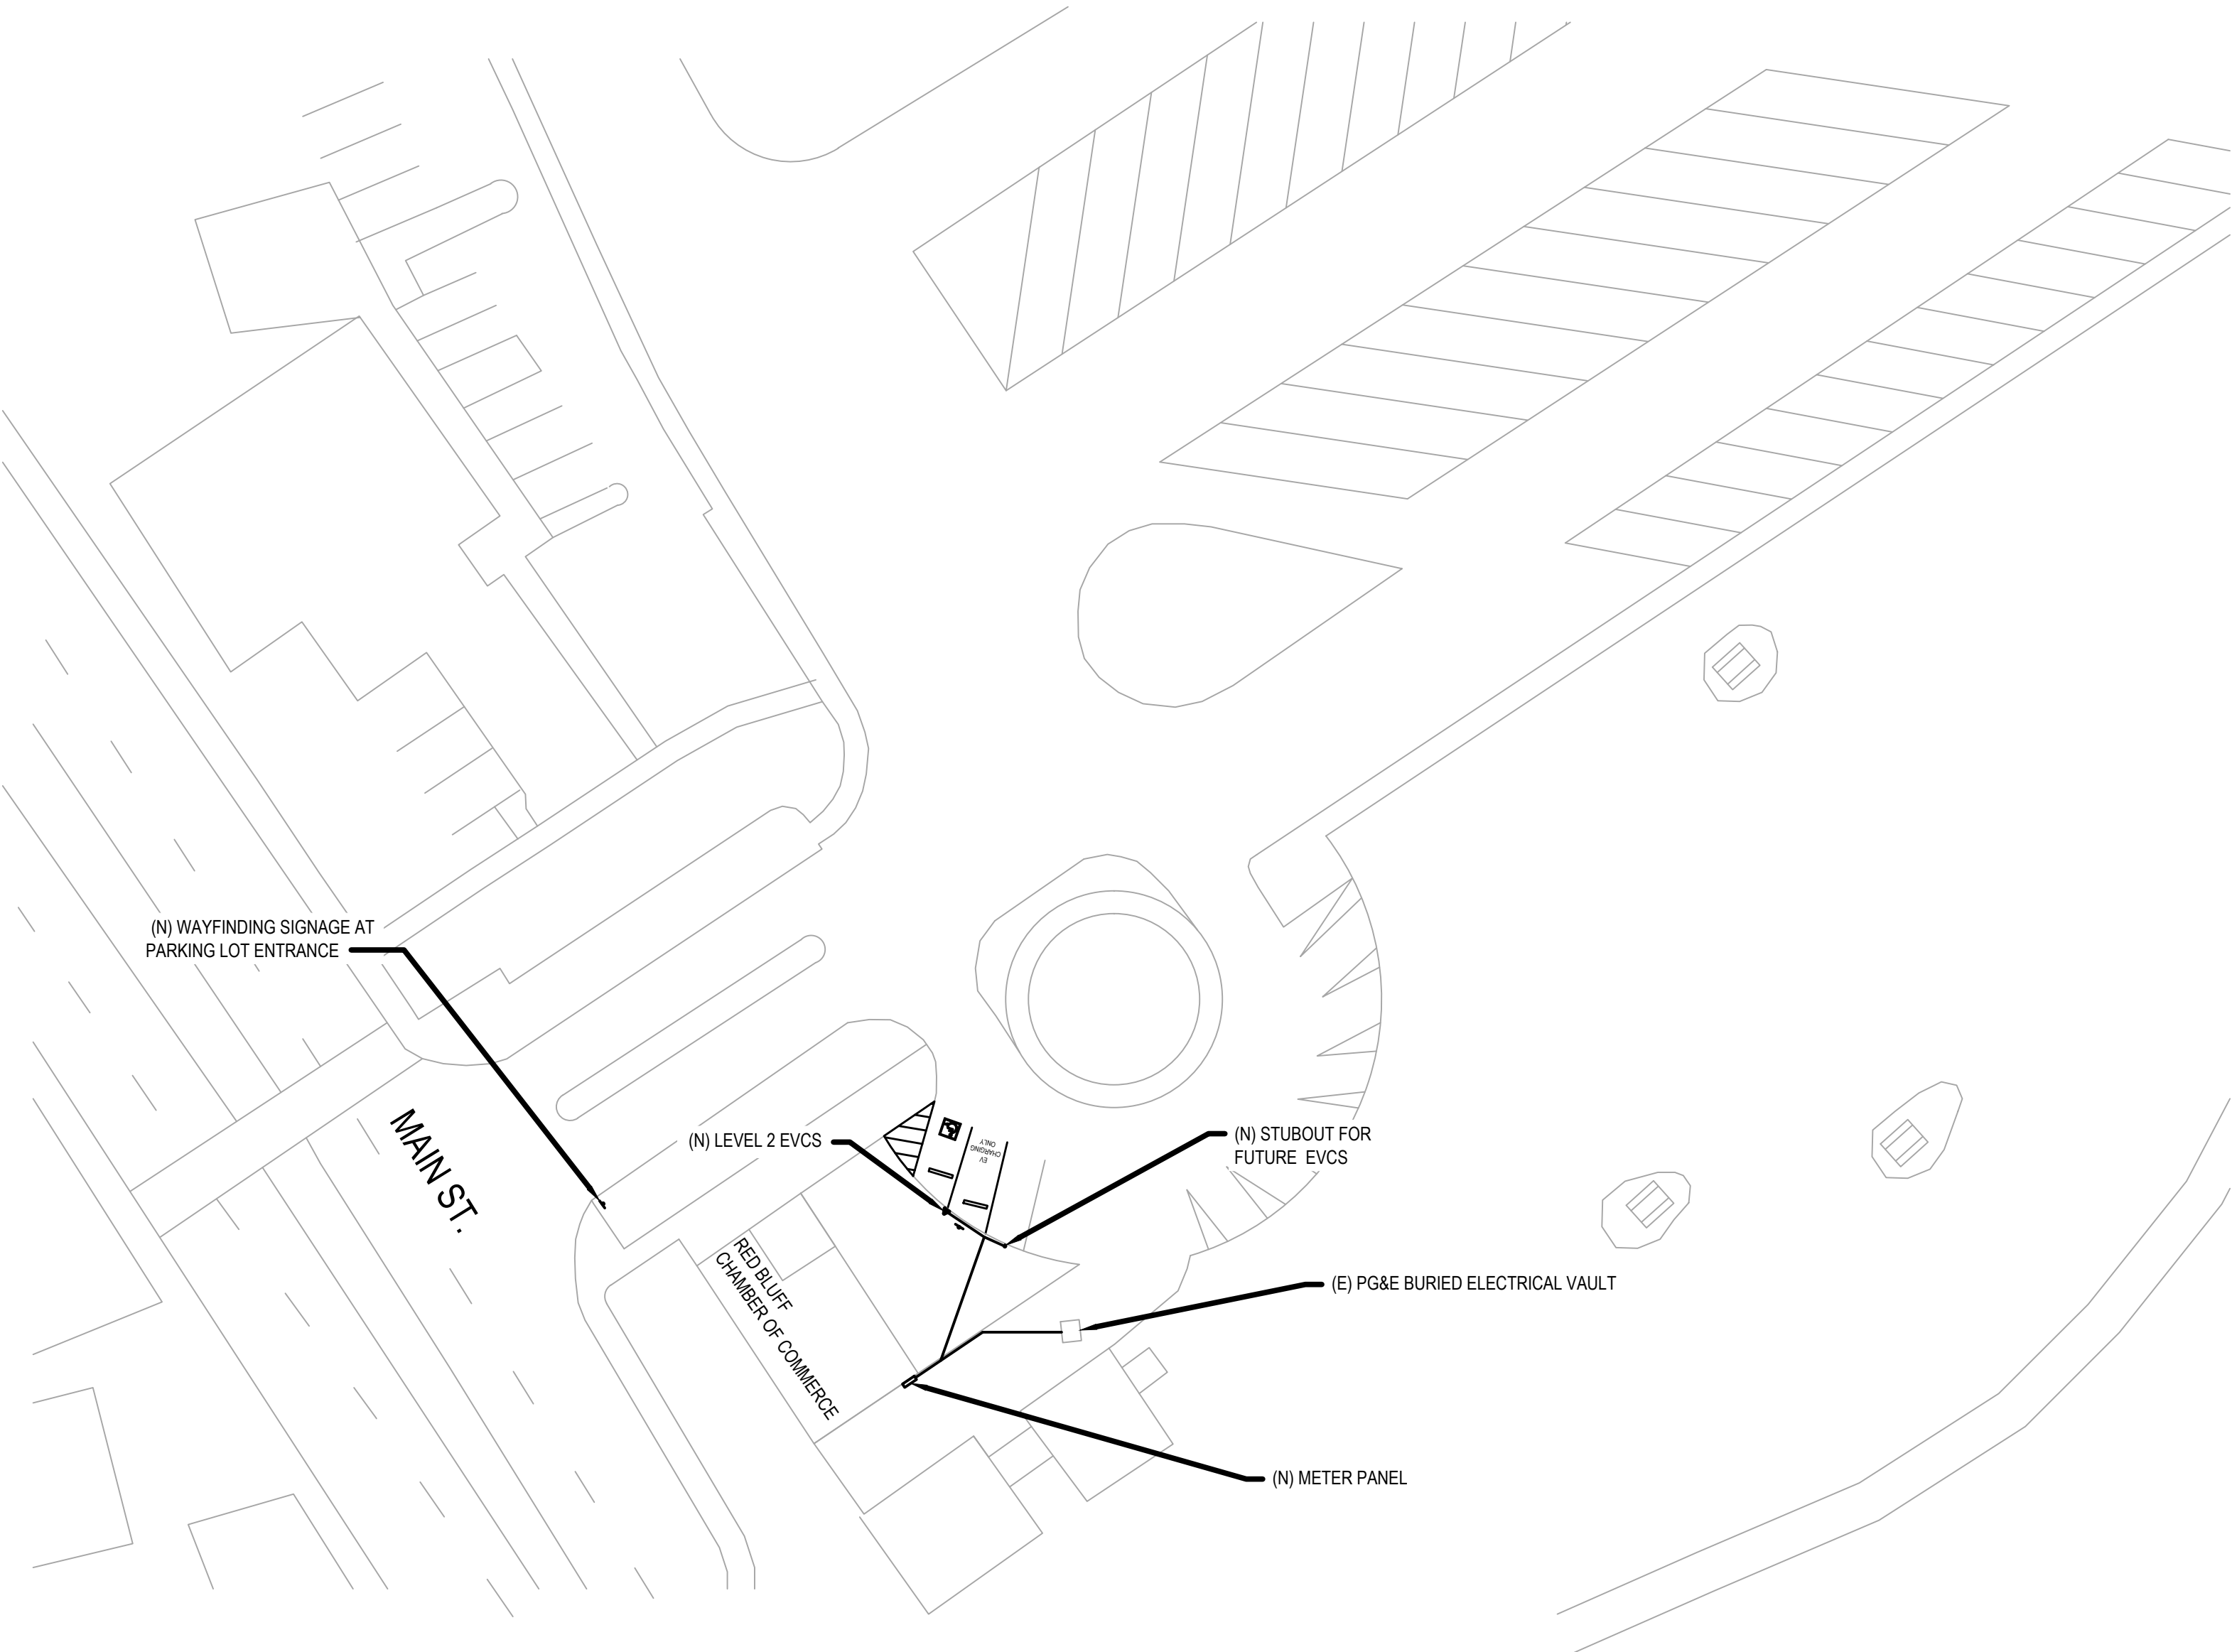 (N) WAYFINDING SIGNAGE AT
PARKING LOT ENTRANCE
MAIN ST.
(N) LEVEL 2 EVCS
EV
CHARGING
ONLY
(N) STUBOUT FOR
FUTURE EVCS
RED BLUFF
CHAMBER OF COMMERCE
(E) PG&E BURIED ELECTRICAL VAULT
(N) METER PANEL